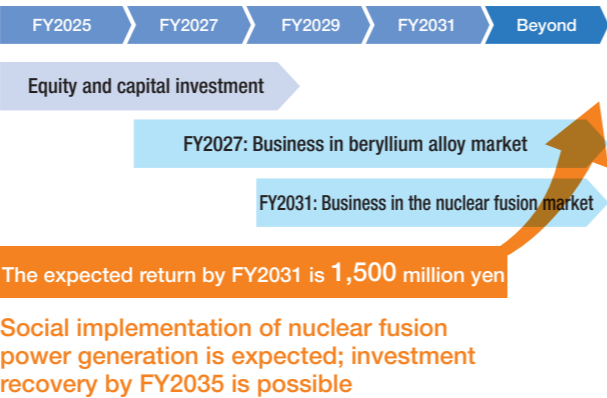 FY2025 FY2027 FY2029 FY2031 Beyond
Equity and capital investment
FY2027: Business in beryllium alloy market
FY2031: Business in the nuclear fusion market
The expected return by FY2031 is 1,500 million yen
Social implementation of nuclear fusion
power generation is expected; investment
recovery by FY2035 is possible